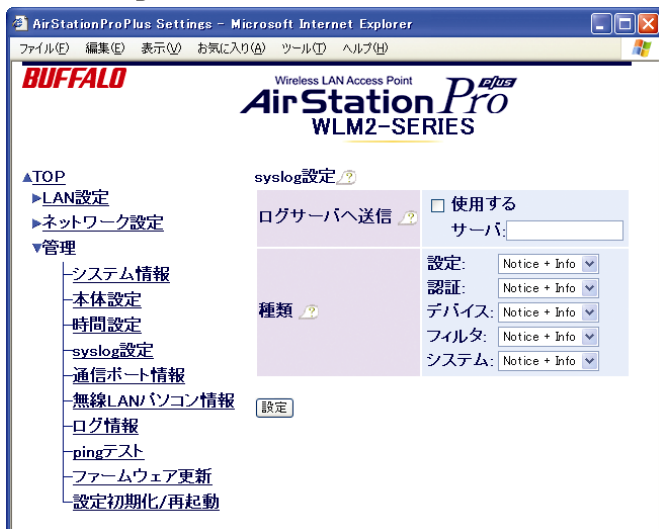 AirStationProPlus Settings - Microsoft Internet Explorer
ファイル(F) 編集(E) 表示(V) お気に入り(A) ツール(T) ヘルプ(H)
BUFFALO
Wireless LAN Access Point
AirStation Pro plus
WLM2-SERIES
▲TOP
▶LAN設定
▶ネットワーク設定
▼管理
システム情報
本体設定
時間設定
syslog設定
通信ポート情報
無線LANパソコン情報
ログ情報
pingテスト
ファームウェア更新
設定初期化/再起動
syslog設定 ?
ログサーバへ送信 ?
使用する
サーバ:
種類 ?
設定: Notice + Info
認証: Notice + Info
デバイス: Notice + Info
フィルタ: Notice + Info
システム: Notice + Info
設定